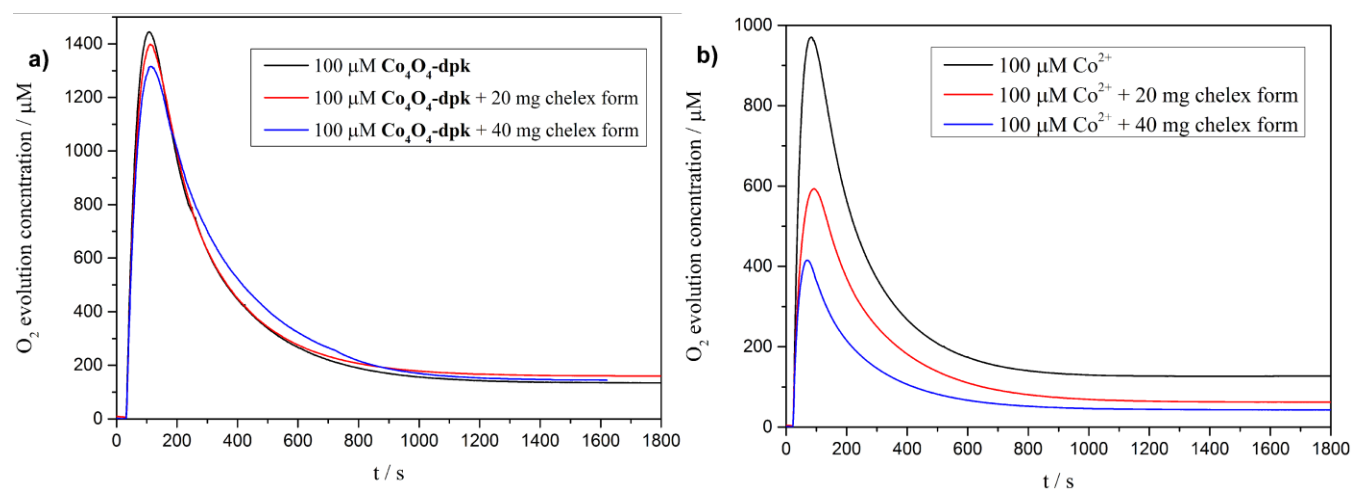 a)
100 μM Co₄O₄-dpk
100 μM Co₄O₄-dpk + 20 mg chelex form
100 μM Co₄O₄-dpk + 40 mg chelex form
O₂ evolution concntration / μM
1400
1200
1000
800
600
400
200
0
0 200 400 600 800 1000 1200 1400 1600 1800
t / s
b)
100 μM Co²⁺
100 μM Co²⁺ + 20 mg chelex form
100 μM Co²⁺ + 40 mg chelex form
O₂ evolution concntration / μM
1000
800
600
400
200
0
0 200 400 600 800 1000 1200 1400 1600 1800
t / s